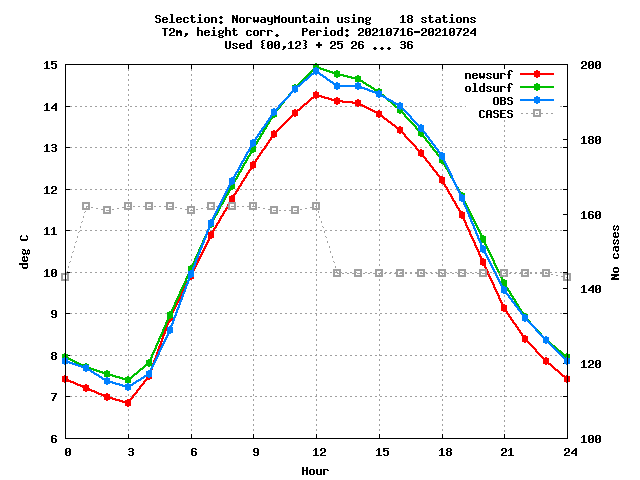 Selection: NorwayMountain using    18 stations
T2m, height corr.   Period: 20210716-20210724
Used {00,12} + 25 26 ... 36
newsurf
oldsurf
OBS
CASES
15
14
13
12
11
10
9
8
7
6
deg C
200
180
160
140
120
100
No cases
0 3 6 9 12 15 18 21 24
Hour